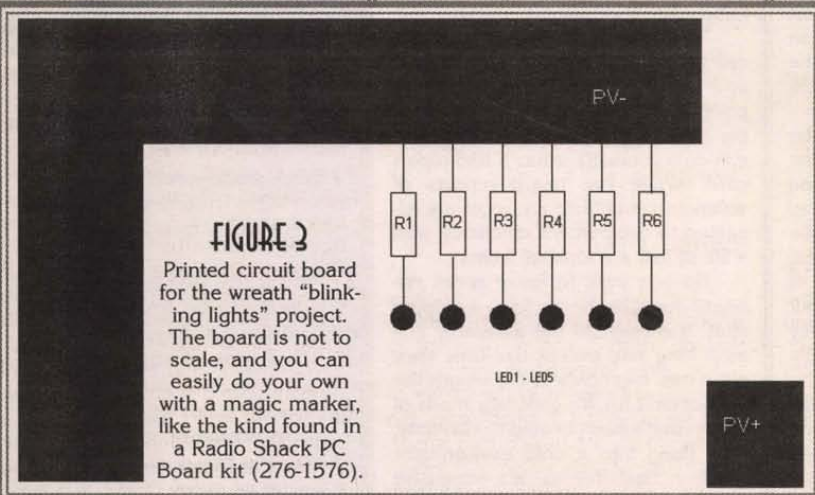 PV-
R1 R2 R3 R4 R5 R6
FIGURE 3
Printed circuit board
for the wreath “blink-
ing lights” project.
The board is not to
scale, and you can
easily do your own
with a magic marker,
like the kind found in
a Radio Shack PC
Board kit (276-1576).
LED1 - LED5
PV+